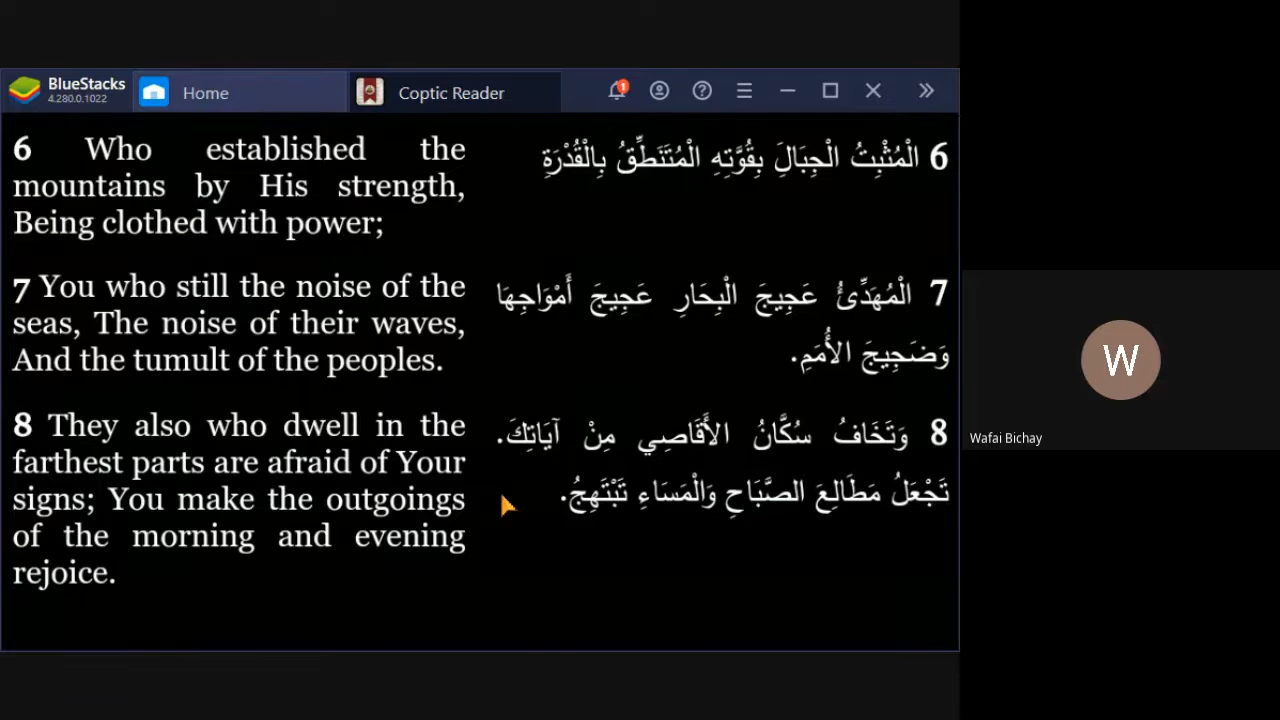 BlueStacks
4.280.0.1022
Home
Coptic Reader
1
6 Who established the
mountains by His strength,
Being clothed with power;
7 You who still the noise of the
seas, The noise of their waves,
And the tumult of the peoples.
8 They also who dwell in the
farthest parts are afraid of Your
signs; You make the outgoings
of the morning and evening
rejoice.
6 الْمُثْبِتُ الْجِبَالَ بِقُوَّتِهِ الْمُتَنَطِّقُ بِالْقُدْرَةِ
7 الْمُهَدِّئُ عَجِيجَ الْبِحَارِ عَجِيجَ أَمْوَاجِهَا
وَضَجِيجَ الأُمَمِ.
8 وَتَخَافُ سُكَّانُ الأَقَاصِي مِنْ آيَاتِكَ.
تَجْعَلُ مَطَالِعَ الصَّبَاحِ وَالْمَسَاءِ تَبْتَهِجُ.
W
Wafai Bichay